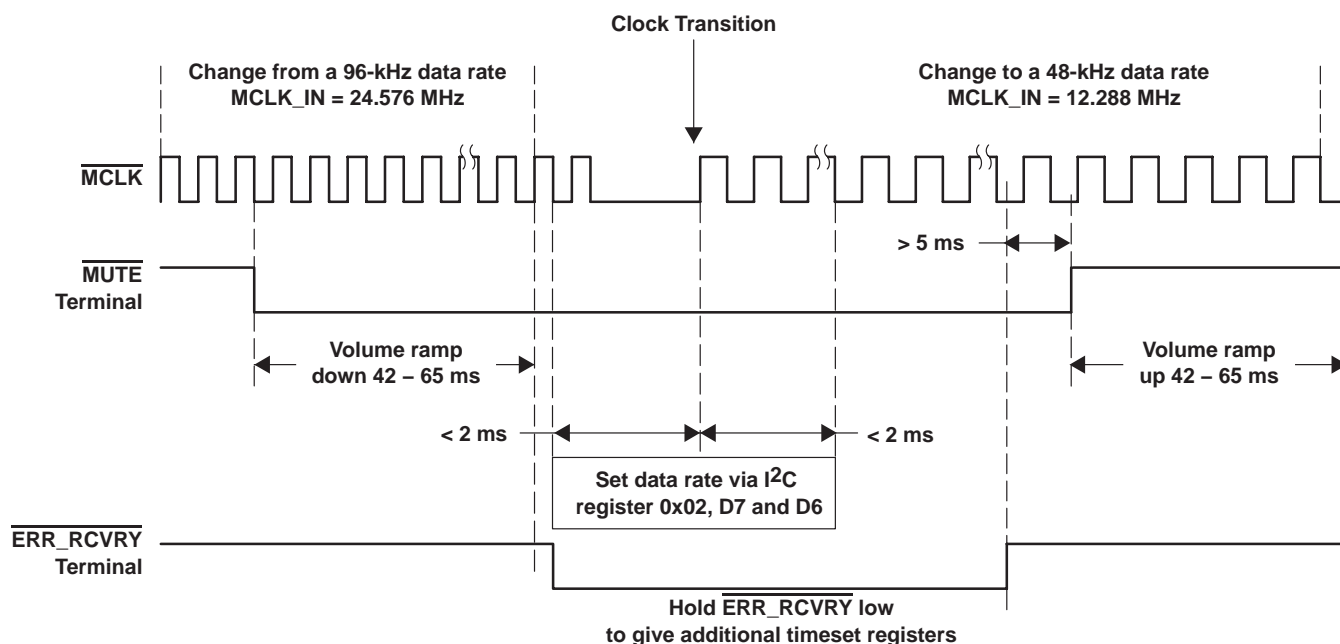 Clock Transition
Change from a 96-kHz data rate
MCLK_IN = 24.576 MHz
Change to a 48-kHz data rate
MCLK_IN = 12.288 MHz
MCLK
> 5 ms
MUTE
Terminal
Volume ramp
down 42 – 65 ms
Volume ramp
up 42 – 65 ms
< 2 ms
< 2 ms
Set data rate via I2C
register 0x02, D7 and D6
ERR_RCVRY
Terminal
Hold ERR_RCVRY low
to give additional timeset registers